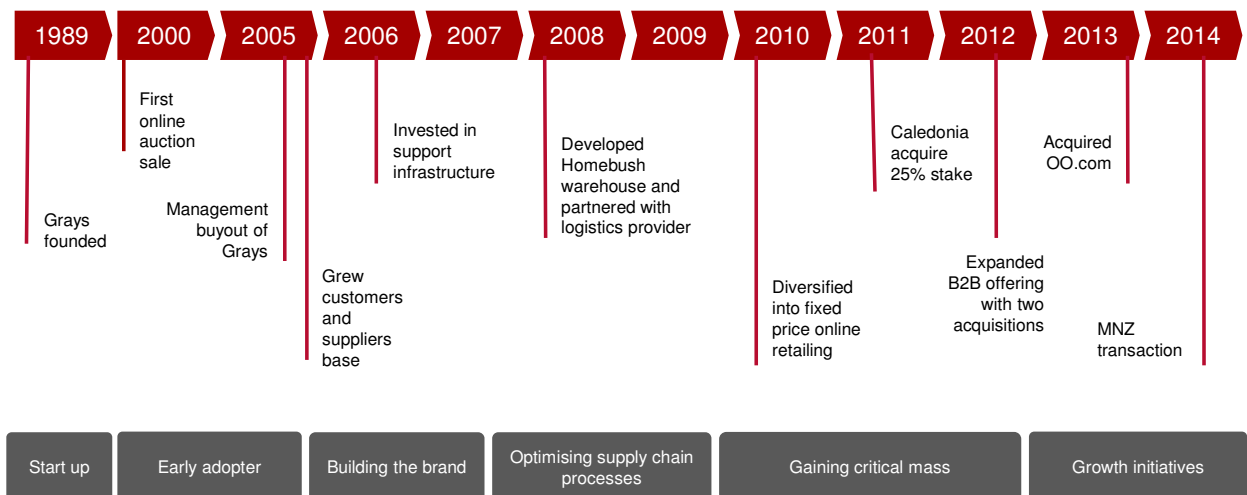 1989 2000 2005 2006 2007 2008 2009 2010 2011 2012 2013 2014
Grays
founded
First
online
auction
sale
Management
buyout of
Grays
Grew
customers
and
suppliers
base
Invested in
support
infrastructure
Developed
Homebush
warehouse and
partnered with
logistics provider
Diversified
into fixed
price online
retailing
Caledonia
acquire
25% stake
Expanded
B2B offering
with two
acquisitions
Acquired
OO.com
MNZ
transaction
Start up
Early adopter
Building the brand
Optimising supply chain
processes
Gaining critical mass
Growth initiatives